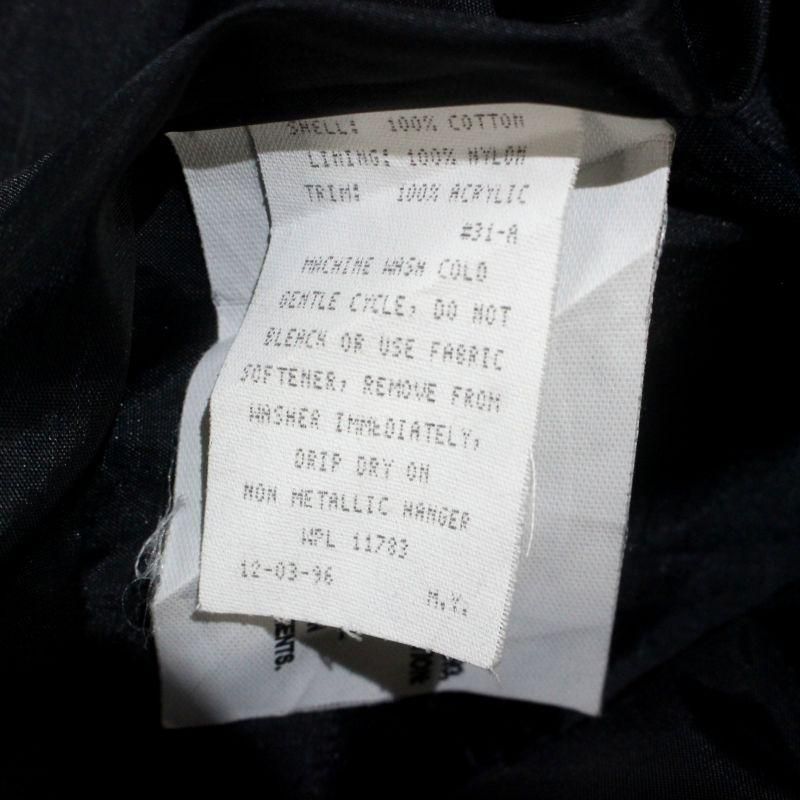 SHELL: 100% COTTON
LINING: 100% NYLON
TRIM: 100% ACRYLIC
#31-A
MACHINE WASH COLD
GENTLE CYCLE, DO NOT
BLEACH OR USE FABRIC
SOFTENER, REMOVE FROM
WASHER IMMEDIATELY,
DRIP DRY ON
NON METALLIC HANGER
WPL 11783
12-03-96
M.Y.